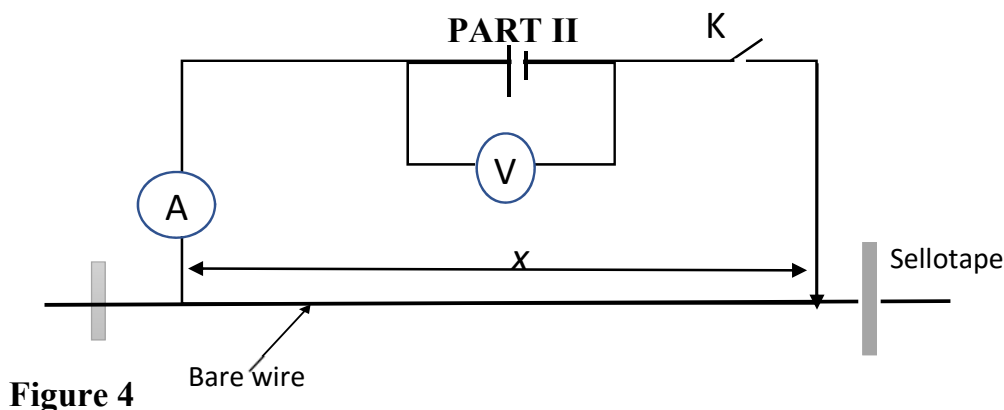 PART II
K
V
A
x
Sellotape
Bare wire
Figure 4